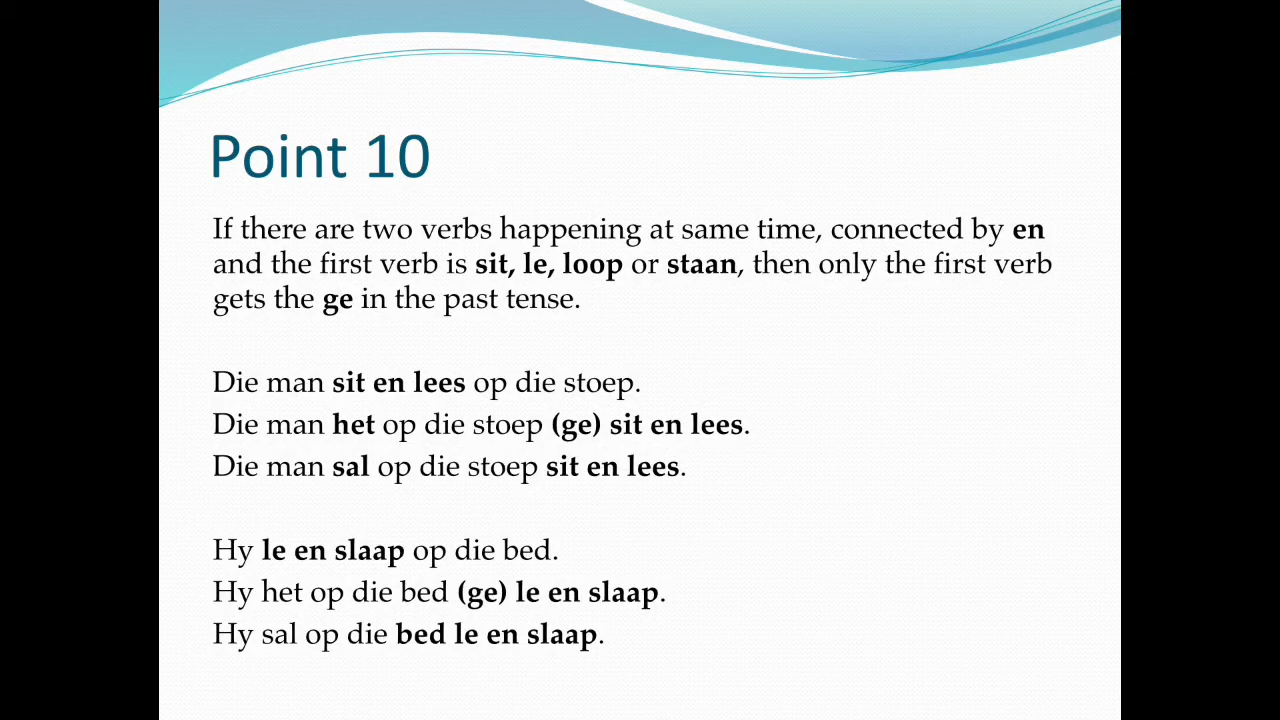 Point 10
If there are two verbs happening at same time, connected by en
and the first verb is sit, le, loop or staan, then only the first verb
gets the ge in the past tense.
Die man sit en lees op die stoep.
Die man het op die stoep (ge) sit en lees.
Die man sal op die stoep sit en lees.
Hy le en slaap op die bed.
Hy het op die bed (ge) le en slaap.
Hy sal op die bed le en slaap.